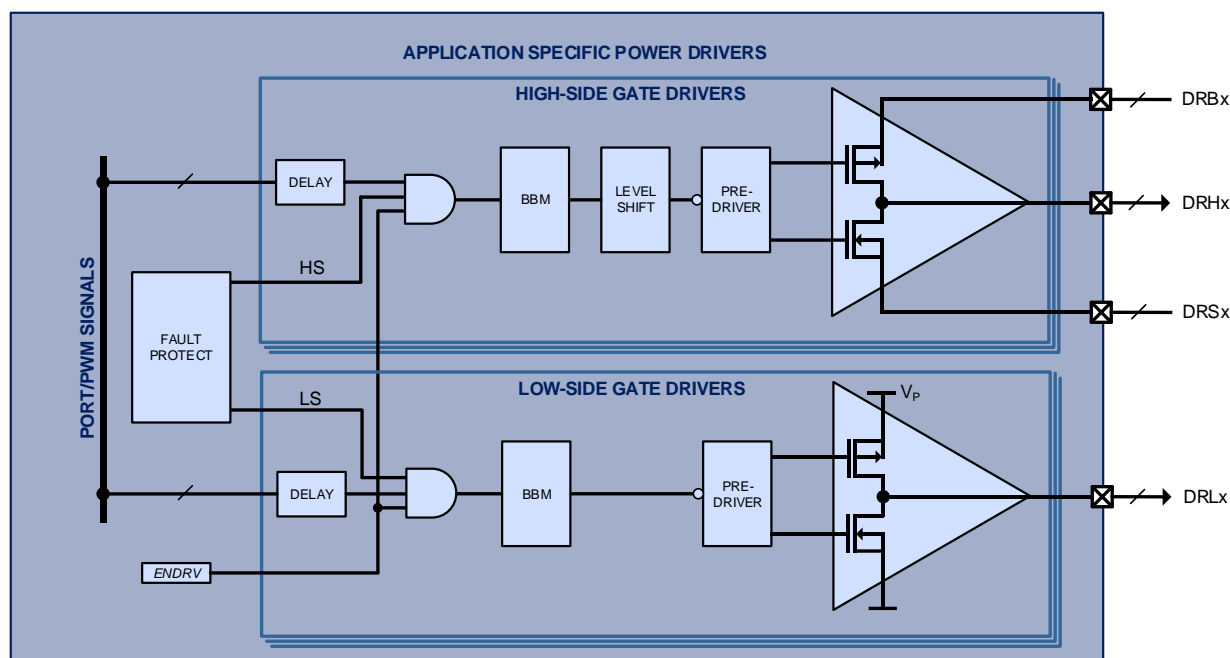 APPLICATION SPECIFIC POWER DRIVERS
HIGH-SIDE GATE DRIVERS
DRBx
DELAY
BBM
LEVEL
SHIFT
PRE-
DRIVER
DRHx
HS
PORT/PWM SIGNALS
FAULT
PROTECT
DRSx
LS
LOW-SIDE GATE DRIVERS
VP
DELAY
BBM
PRE-
DRIVER
DRLx
ENDRV